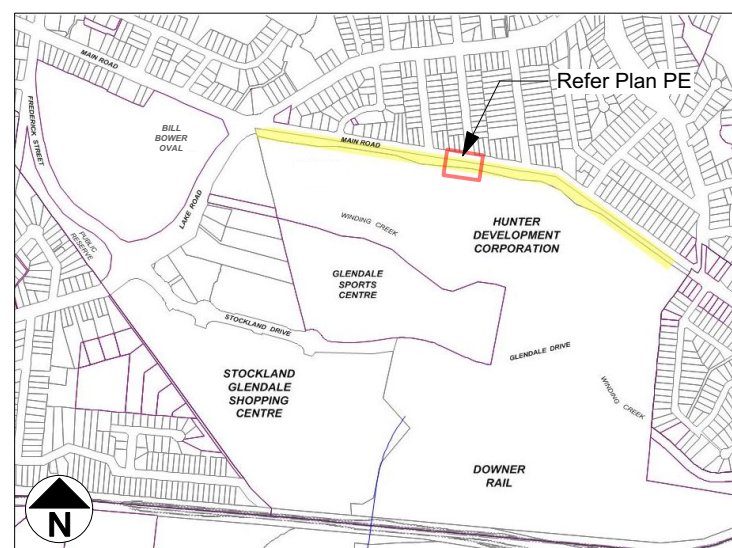 MAIN ROAD
Refer Plan PE
FREDERICK STREET
BILL
BOWER
OVAL
MAIN ROAD
LAKE ROAD
WINDING CREEK
HUNTER
DEVELOPMENT
CORPORATION
PUBLIC
RESERVE
GLENDALE
SPORTS
CENTRE
STOCKLAND DRIVE
GLENDALE DRIVE
STOCKLAND
GLENDALE
SHOPPING
CENTRE
WINDING CREEK
DOWNER
RAIL
N